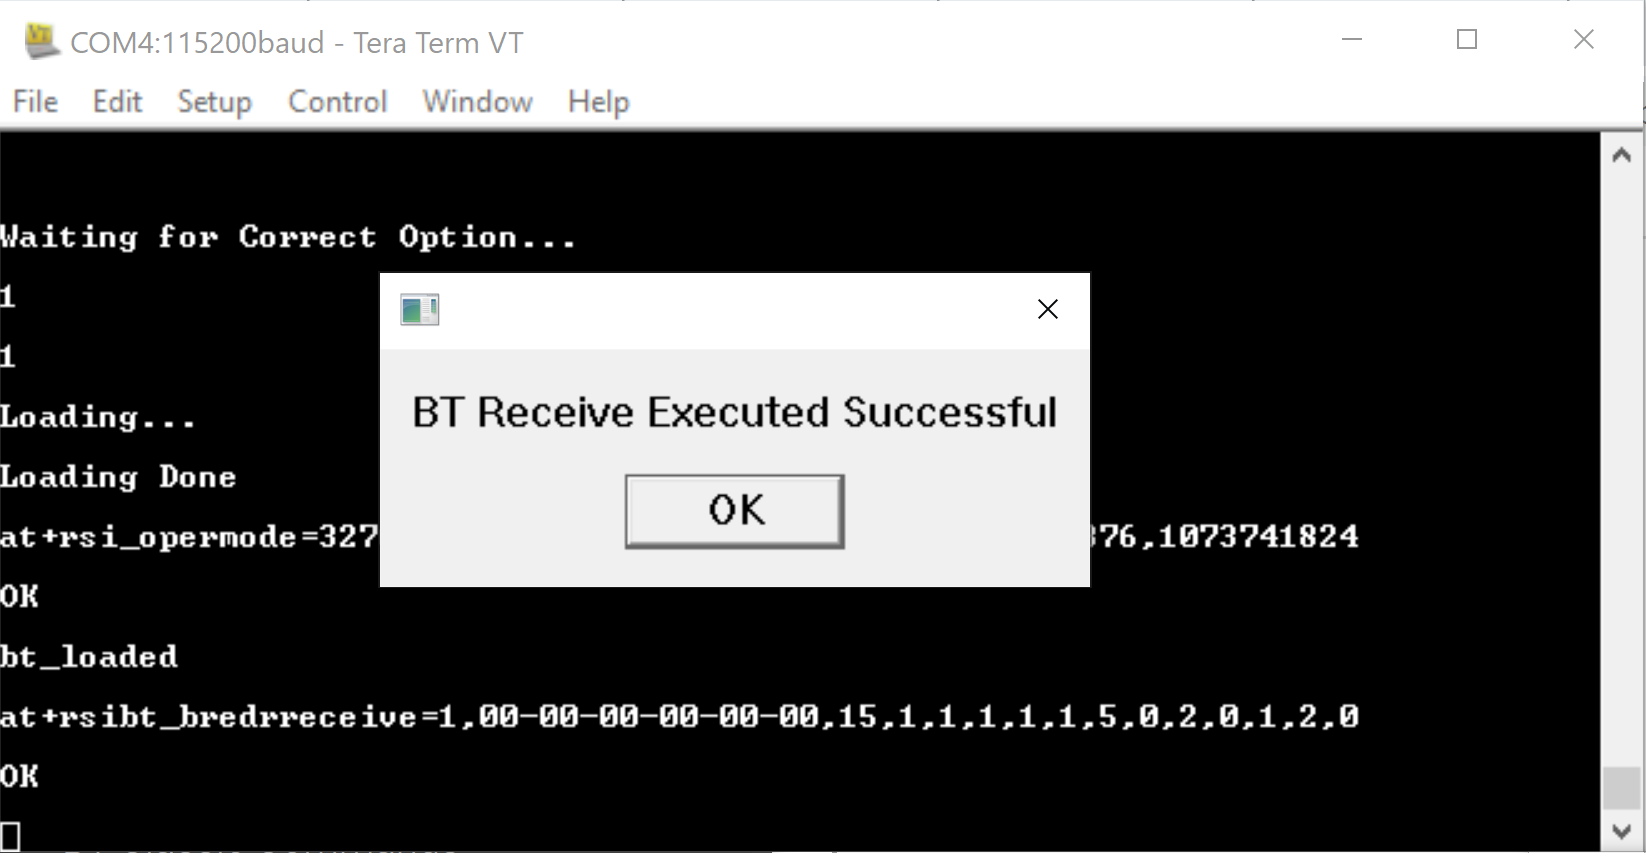 COM4:115200baud - Tera Term VT
File Edit Setup Control Window Help
Waiting for Correct Option...
1
1
Loading...
Loading Done
at+rsi_opermode=327 376,1073741824
OK
bt_loaded
at+rsibt_bredrreceive=1,00-00-00-00-00-00,15,1,1,1,1,1,5,0,2,0,1,2,0
OK
BT Receive Executed Successful
OK